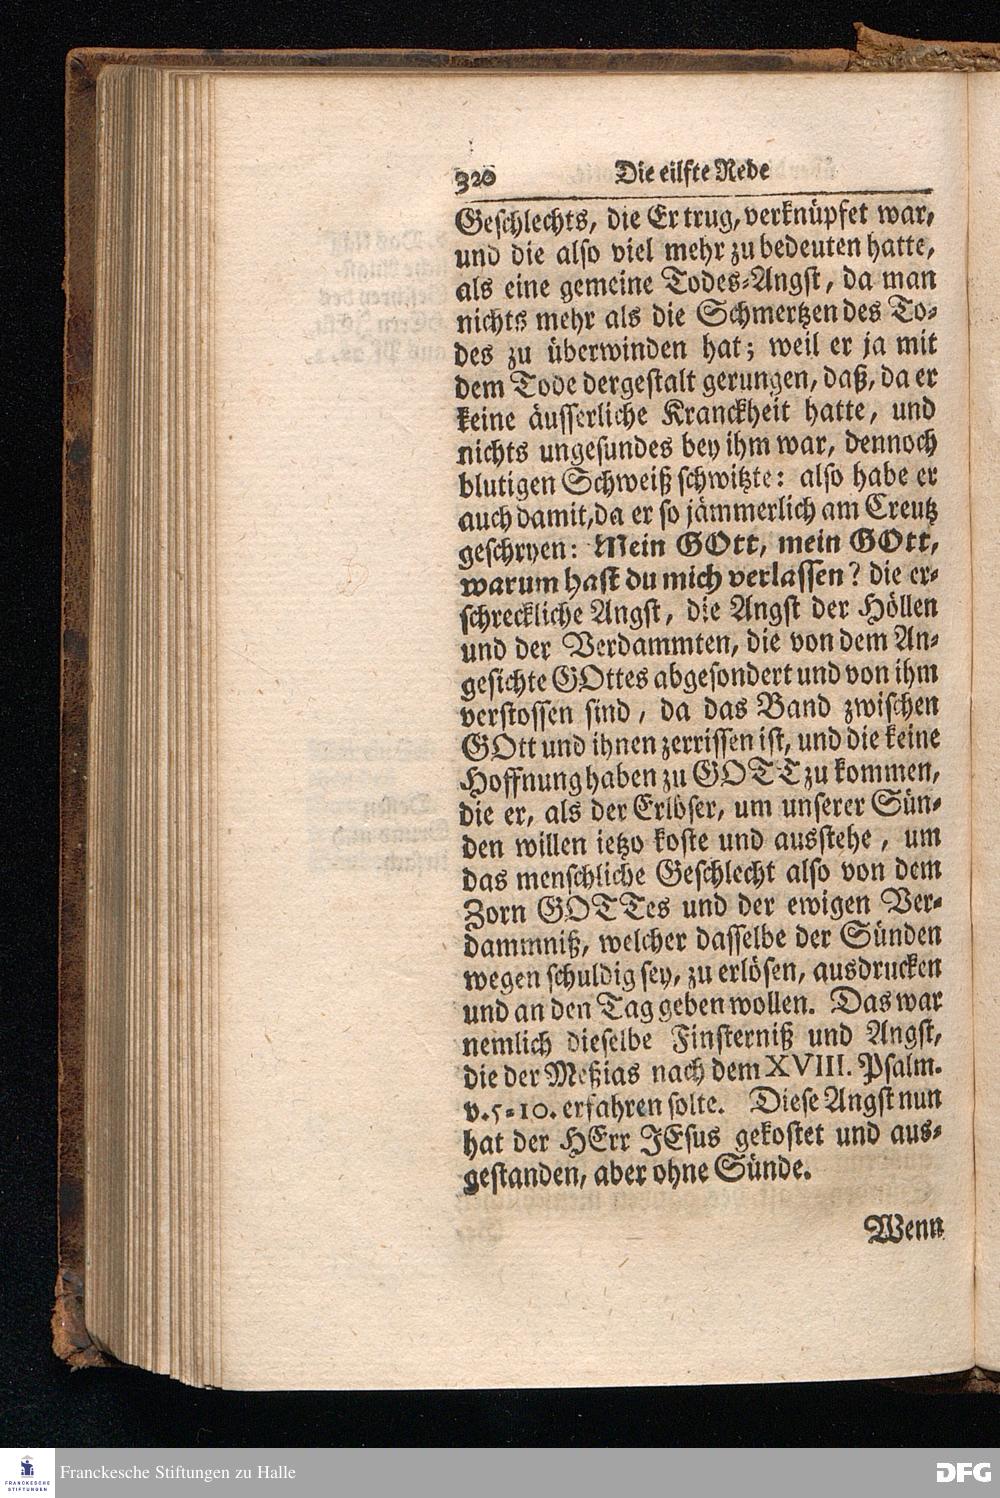 320 Die eilfte Rede
Geschlechts, die Er trug, verknüpfet war,
und die also viel mehr zu bedeuten hatte,
als eine gemeine Todes-Angst, da man
nichts mehr als die Schmertzen des To-
des zu überwinden hat; weil er ja mit
dem Tode dergestalt gerungen, daß, da er
keine äusserliche Kranckheit hatte, und
nichts ungesundes bey ihm war, dennoch
blutigen Schweiß schwitzte: also habe er
auch damit, da er so jämmerlich am Creutz
geschryen: Mein GOtt, mein GOtt,
warum hast du mich verlassen? die er-
schreckliche Angst, die Angst der Höllen
und der Verdammten, die von dem An-
gesichte GOttes abgesondert und von ihm
verstossen sind, da das Band zwischen
GOtt und ihnen zerrissen ist, und die keine
Hoffnung haben zu GOTT zu kommen,
die er, als der Erlöser, um unserer Sün-
den willen ietzo koste und ausstehe, um
das menschliche Geschlecht also von dem
Zorn GOTTes und der ewigen Ver-
dammniß, welcher dasselbe der Sünden
wegen schuldig sey, zu erlösen, ausdrucken
und an den Tag geben wollen. Das war
nemlich dieselbe Finsterniß und Angst,
die der Meßias nach dem XVIII. Psalm.
v. 5-10. erfahren solte. Diese Angst nun
hat der HErr JEsus gekostet und aus-
gestanden, aber ohne Sünde.
Wenn
FRANCKESCHE
STIFTUNGEN
Franckesche Stiftungen zu Halle
DFG